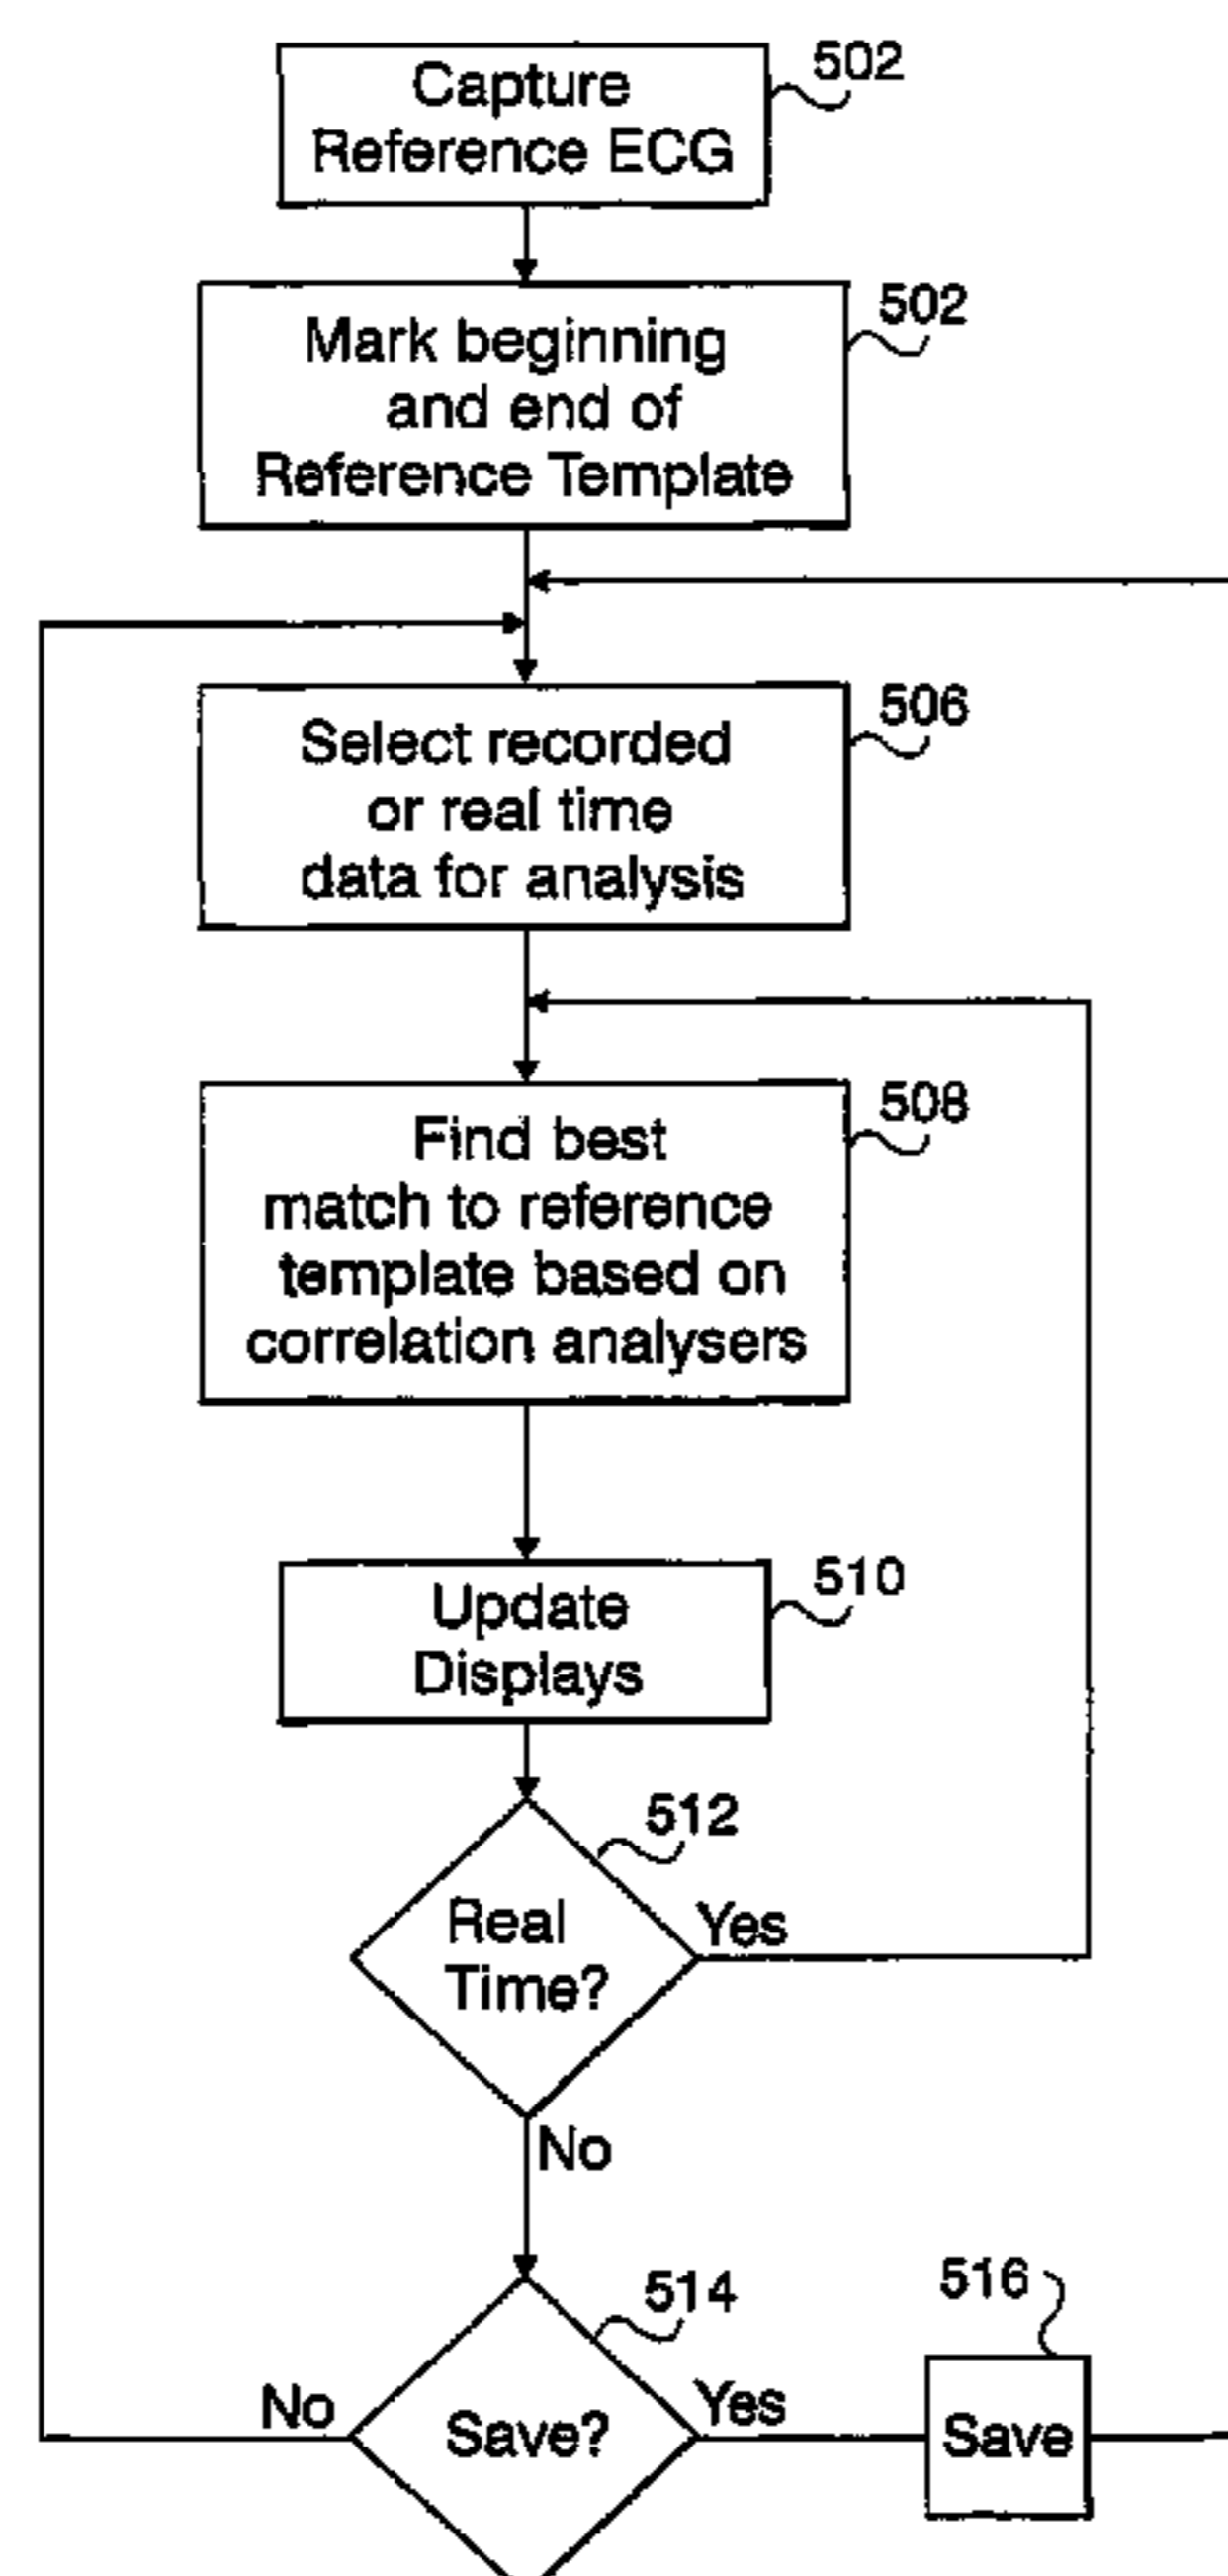 Capture
Reference ECG
502
Mark beginning
and end of
Reference Template
502
Select recorded
or real time
data for analysis
506
Find best
match to reference
template based on
correlation analysers
508
Update
Displays
510
512
Real
Time?
Yes
No
514
Save?
No
Yes
516
Save